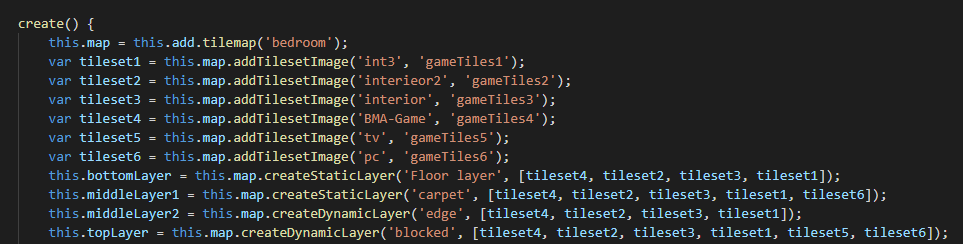 create() {
this.map = this.add.tilemap('bedroom');
var tileset1 = this.map.addTilesetImage('int3', 'gameTiles1');
var tileset2 = this.map.addTilesetImage('interieor2', 'gameTiles2');
var tileset3 = this.map.addTilesetImage('interior', 'gameTiles3');
var tileset4 = this.map.addTilesetImage('BMA-Game', 'gameTiles4');
var tileset5 = this.map.addTilesetImage('tv', 'gameTiles5');
var tileset6 = this.map.addTilesetImage('pc', 'gameTiles6');
this.bottomLayer = this.map.createStaticLayer('Floor layer', [tileset4, tileset2, tileset3, tileset1]);
this.middleLayer1 = this.map.createStaticLayer('carpet', [tileset4, tileset2, tileset3, tileset1, tileset6]);
this.middleLayer2 = this.map.createDynamicLayer('edge', [tileset4, tileset2, tileset3, tileset1]);
this.topLayer = this.map.createDynamicLayer('blocked', [tileset4, tileset2, tileset3, tileset1, tileset5, tileset6]);